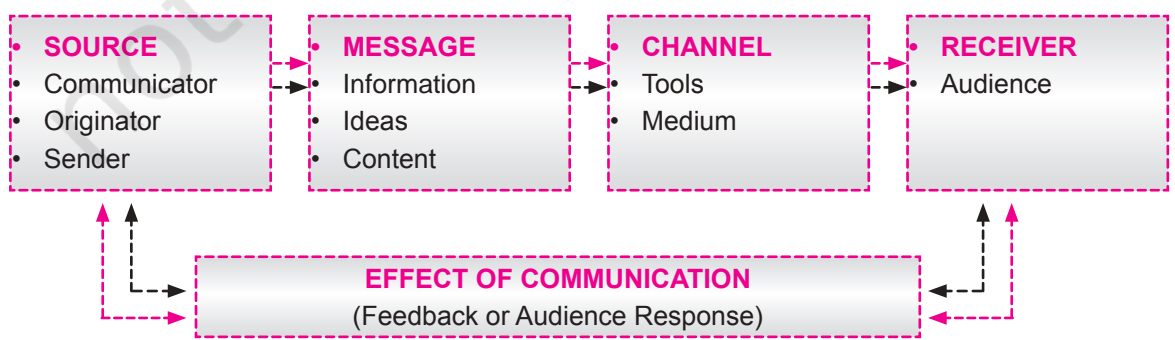 • SOURCE
• Communicator
• Originator
• Sender
• MESSAGE
• Information
• Ideas
• Content
• CHANNEL
• Tools
• Medium
• RECEIVER
• Audience
EFFECT OF COMMUNICATION
(Feedback or Audience Response)